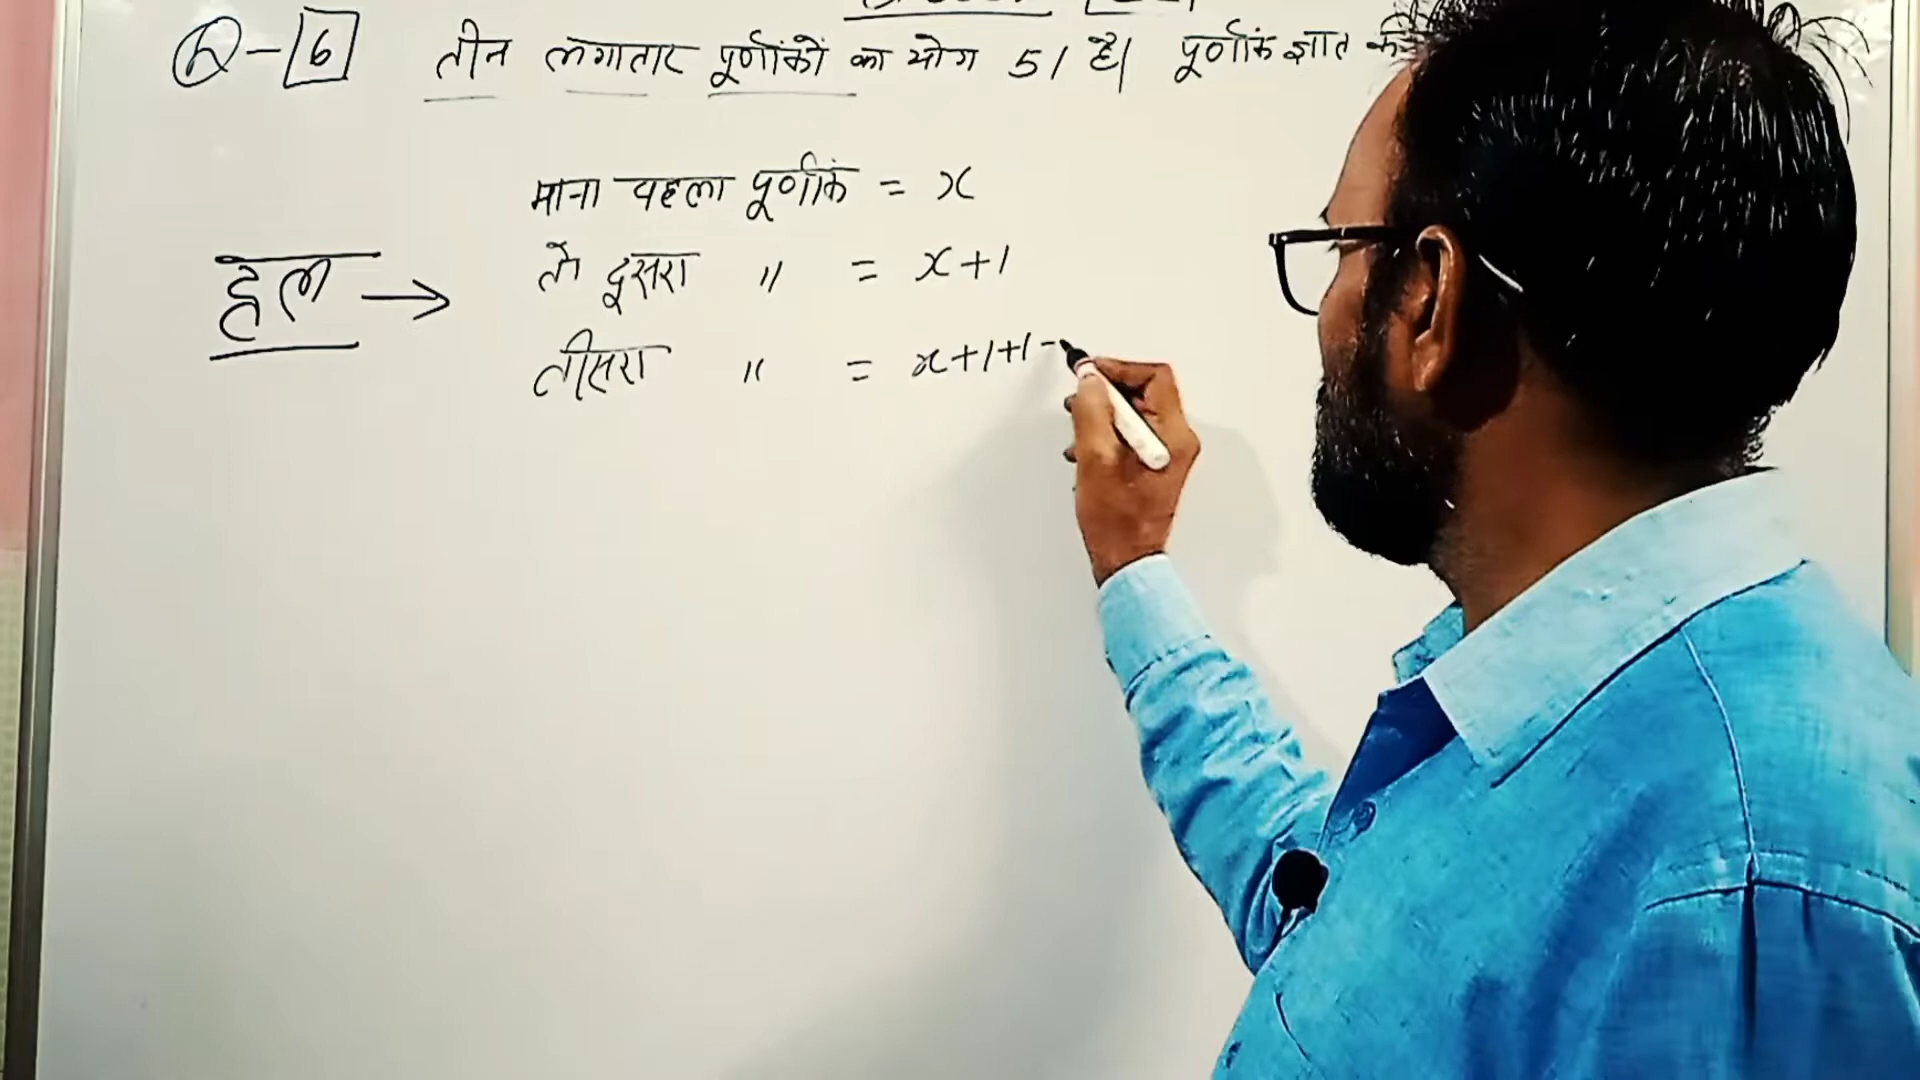 Q-6 तीन लगातार पूर्णांकों का योग 51 है। पूर्णांक ज्ञात
माना पहला पूर्णांक = x
हल → तो दूसरा " = x+1
तीसरा " = x+1+1 -